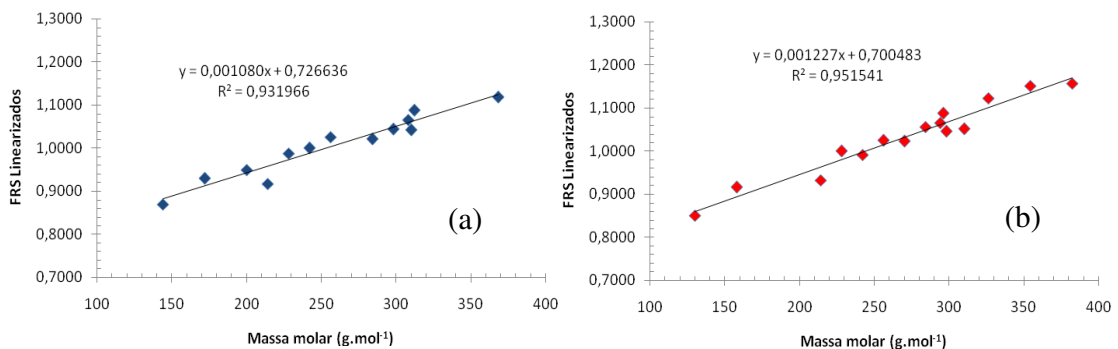 1,3000
1,2000
1,1000
1,0000
0,9000
0,8000
0,7000
FRS Linearizados
y = 0,001080x + 0,726636
R² = 0,931966
(a)
100 150 200 250 300 350 400
Massa molar (g.mol⁻¹)
1,3000
1,2000
1,1000
1,0000
0,9000
0,8000
0,7000
FRS Linearizados
y = 0,001227x + 0,700483
R² = 0,951541
(b)
100 150 200 250 300 350 400
Massa molar (g.mol⁻¹)